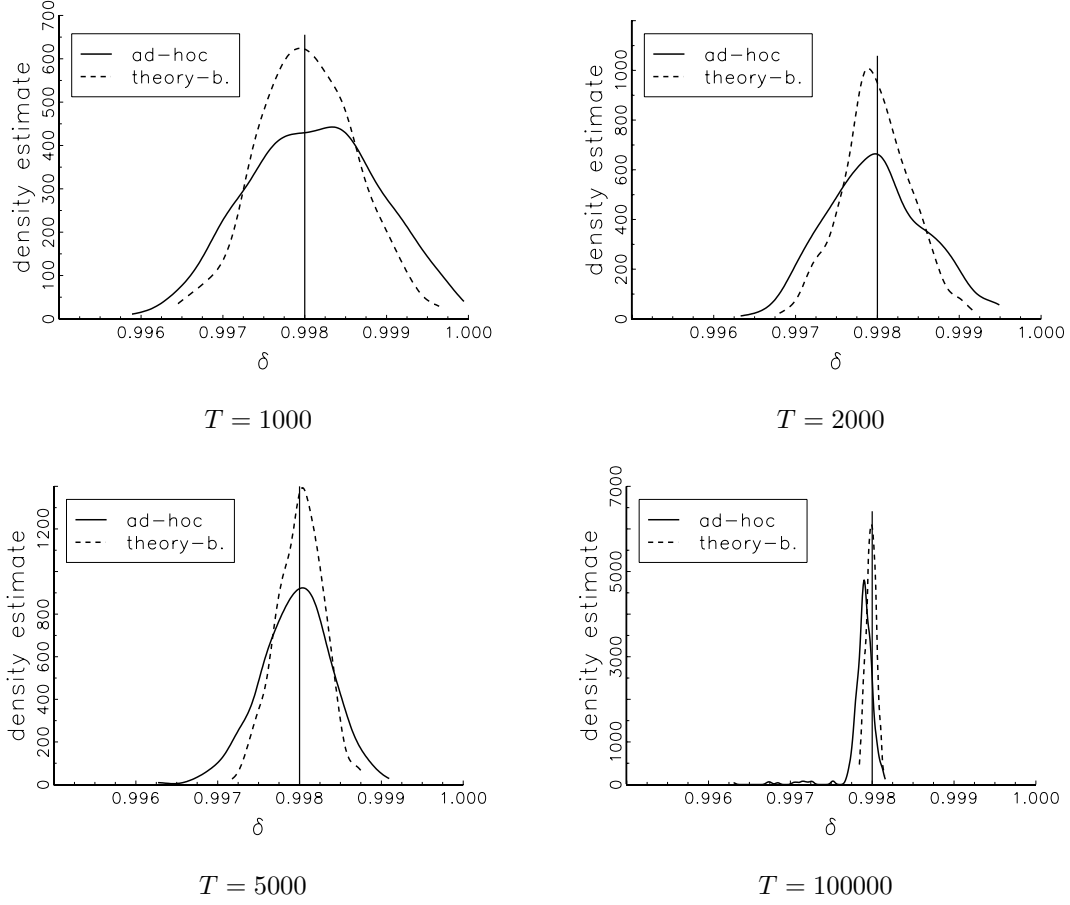 700
600
500
400
300
200
100
0
density estimate
ad-hoc
theory-b.
0.996 0.997 0.998 0.999 1.000
δ
T = 1000
1000
800
600
400
200
0
density estimate
ad-hoc
theory-b.
0.996 0.997 0.998 0.999 1.000
δ
T = 2000
1200
800
600
400
200
0
density estimate
ad-hoc
theory-b.
0.996 0.997 0.998 0.999 1.000
δ
T = 5000
7000
5000
3000
1000
0
density estimate
ad-hoc
theory-b.
0.996 0.997 0.998 0.999 1.000
δ
T = 100000